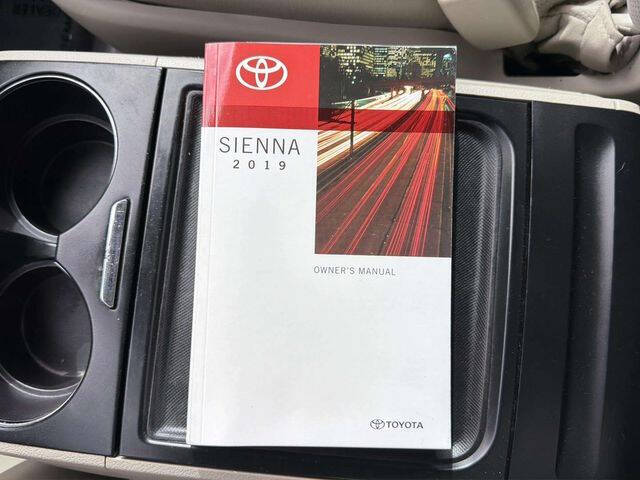 SIENNA
2019
OWNER'S MANUAL
TOYOTA